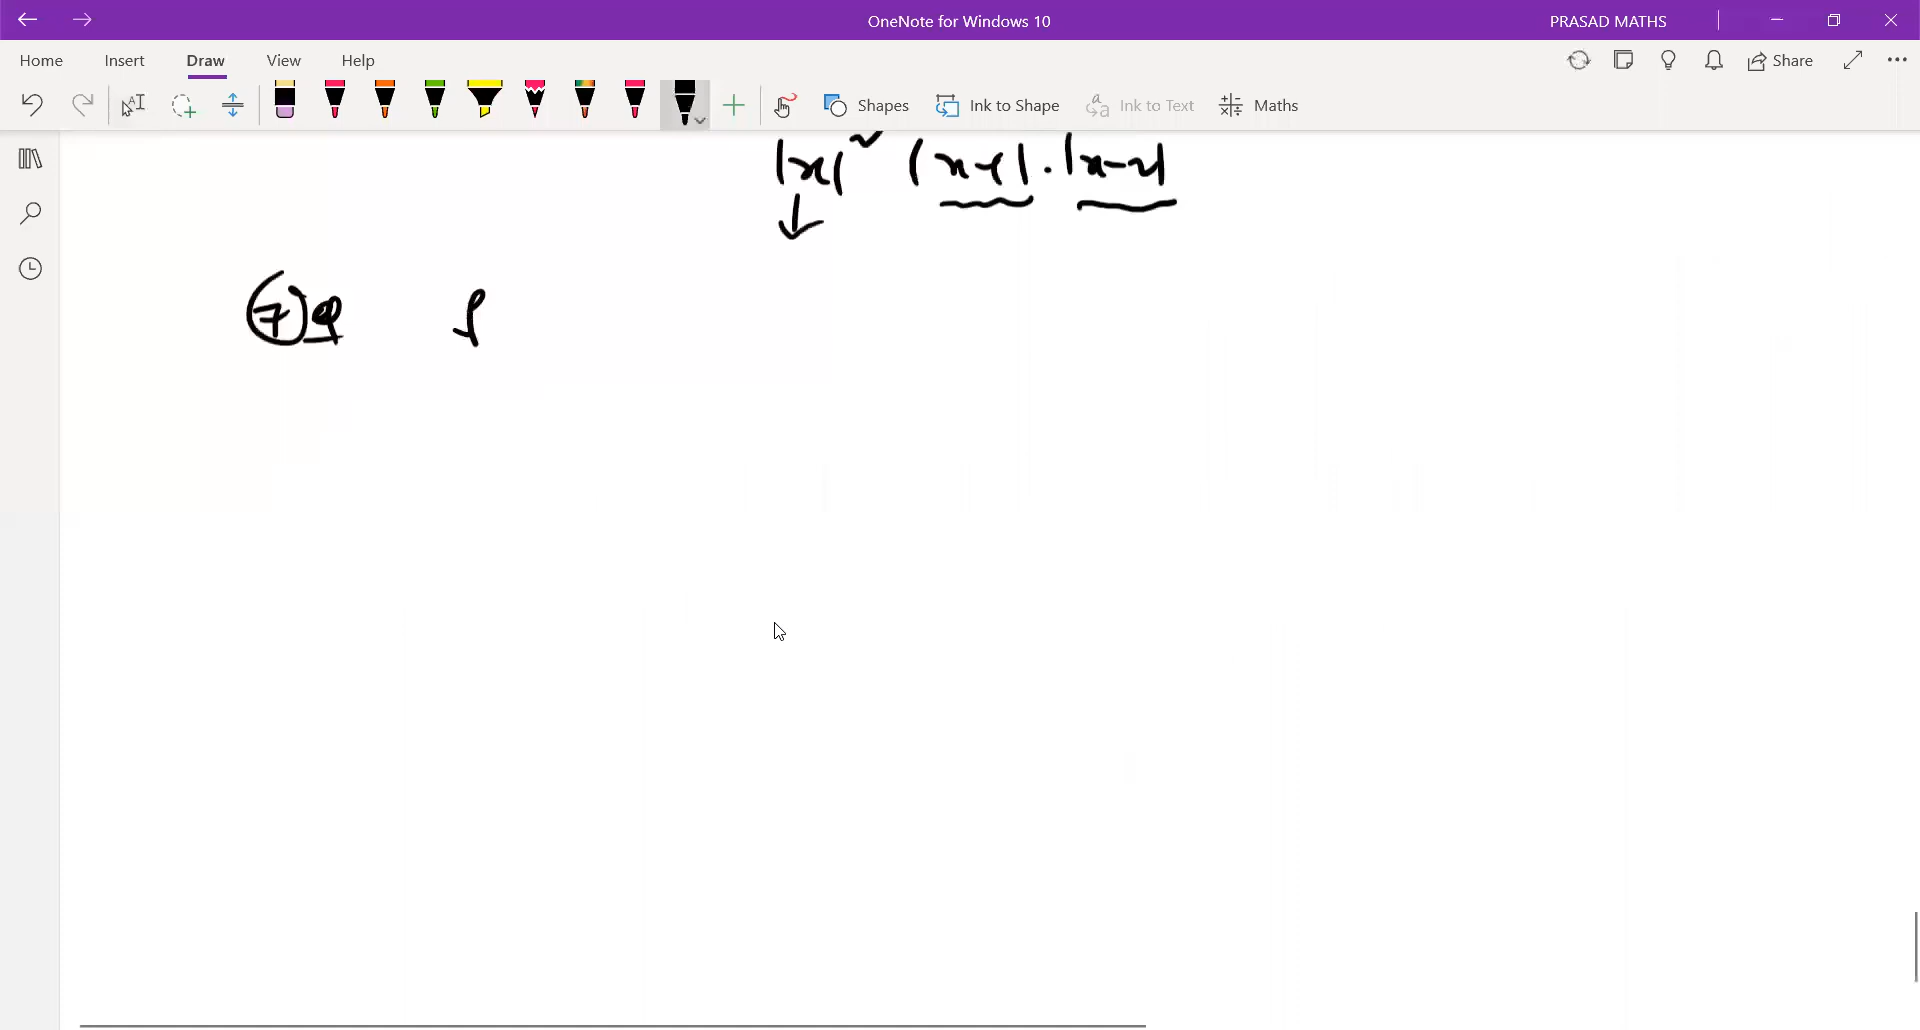 OneNote for Windows 10
PRASAD MATHS
Home Insert Draw View Help
Share
Shapes Ink to Shape Ink to Text Maths
|x| |x-1|.|x-2|
7) Q